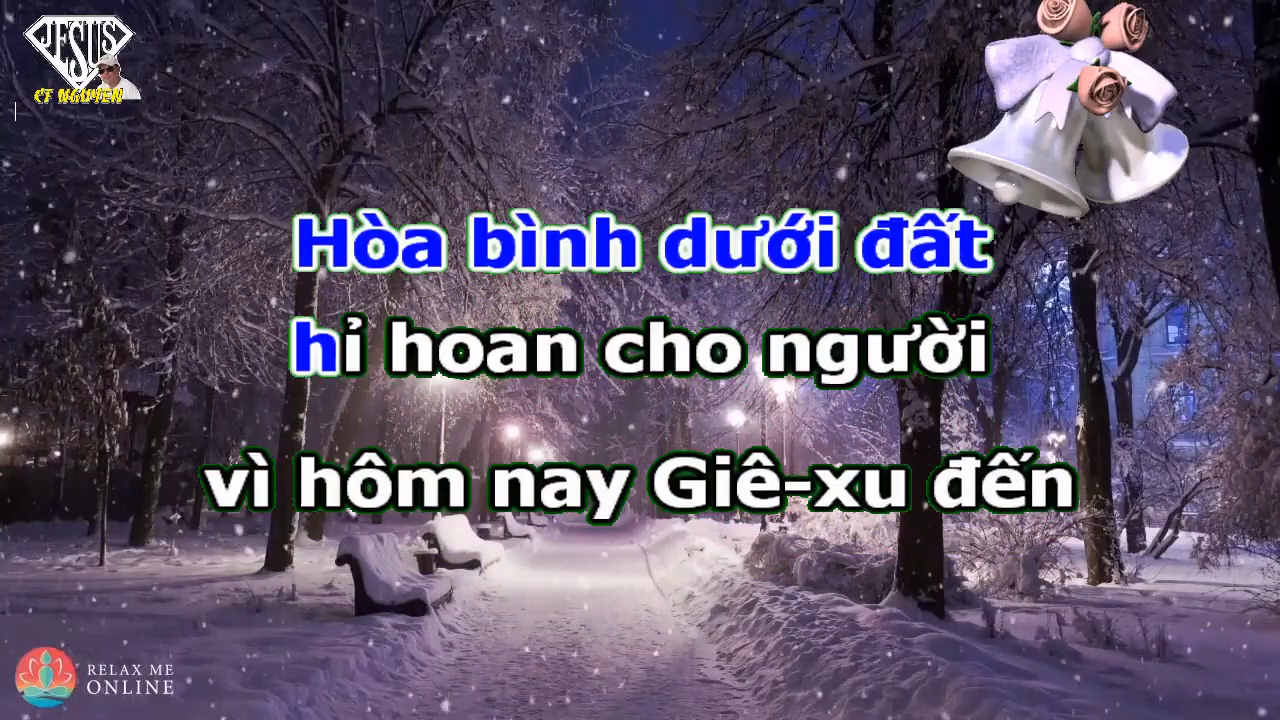 JESUS
CT NGUYEN
Hòa bình dưới đất
hỉ hoan cho người
vì hôm nay Giê-xu đến
RELAX ME
ONLINE